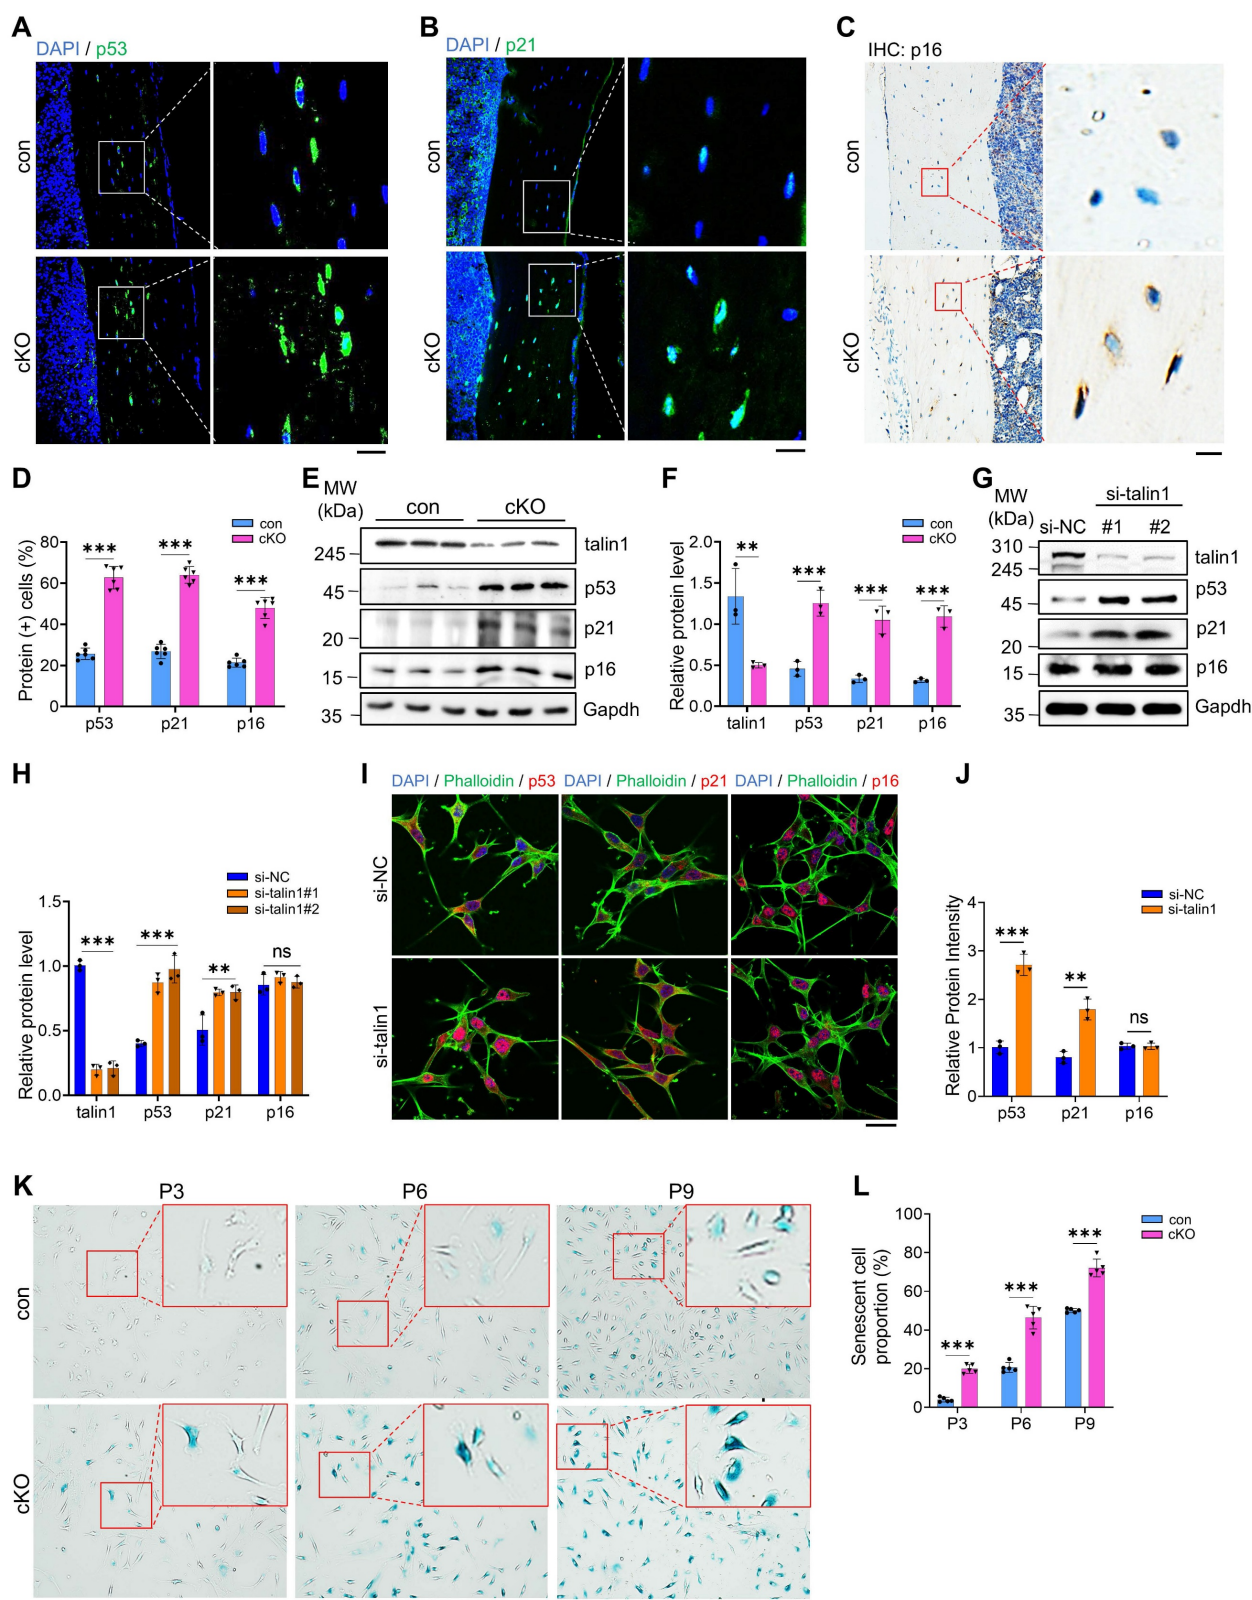 A
DAPI / p53
con
cKO
B
DAPI / p21
con
cKO
C
IHC: p16
con
cKO
D
Protein (+) cells (%)
80
60
40
20
0
con
cKO
***
***
***
p53
p21
p16
E
MW
(kDa)
con
cKO
245
talin1
45
p53
20
p21
15
p16
35
Gapdh
F
Relative protein level
2.0
1.5
1.0
0.5
0.0
con
cKO
**
***
***
***
talin1
p53
p21
p16
G
MW
(kDa)
si-talin1
si-NC
#1
#2
310
245
talin1
45
p53
20
p21
15
p16
35
Gapdh
H
Relative protein level
1.5
1.0
0.5
0.0
si-NC
si-talin1#1
si-talin1#2
***
***
**
ns
talin1
p53
p21
p16
I
DAPI / Phalloidin / p53
DAPI / Phalloidin / p21
DAPI / Phalloidin / p16
si-NC
si-talin1
J
Relative Protein Intensity
4
3
2
1
0
si-NC
si-talin1
***
**
ns
p53
p21
p16
K
P3
P6
P9
con
cKO
L
Senescent cell
proportion (%)
100
80
60
40
20
0
con
cKO
***
***
***
P3
P6
P9